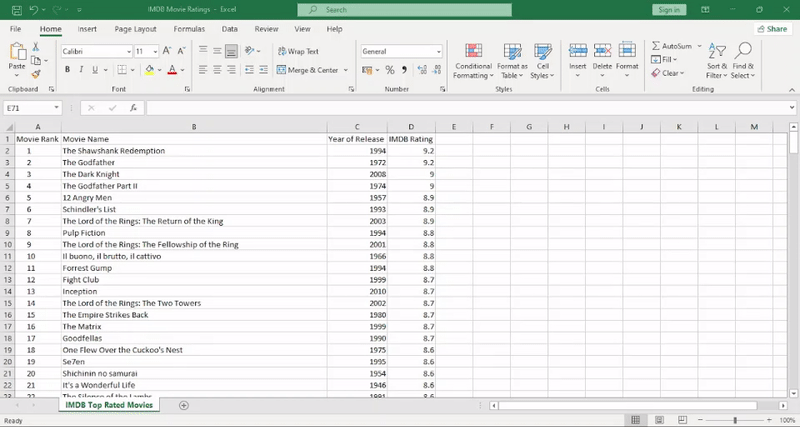 IMDB Movie Ratings - Excel
Search
Sign in
File Home Insert Page Layout Formulas Data Review View Help
Share
Paste
Calibri 11
B I U
Wrap Text
Merge & Center
General
Conditional Formatting
Format as Table
Cell Styles
Insert Delete Format
AutoSum
Fill
Clear
Sort & Filter
Find & Select
Clipboard Font Alignment Number Styles Cells Editing
E71
fx
A B C D E F G H I J K L M
1 Movie Rank Movie Name Year of Release IMDB Rating
2 1 The Shawshank Redemption 1994 9.2
3 2 The Godfather 1972 9.2
4 3 The Dark Knight 2008 9
5 4 The Godfather Part II 1974 9
6 5 12 Angry Men 1957 8.9
7 6 Schindler's List 1993 8.9
8 7 The Lord of the Rings: The Return of the King 2003 8.9
9 8 Pulp Fiction 1994 8.8
10 9 The Lord of the Rings: The Fellowship of the Ring 2001 8.8
11 10 Il buono, il brutto, il cattivo 1966 8.8
12 11 Forrest Gump 1994 8.8
13 12 Fight Club 1999 8.7
14 13 Inception 2010 8.7
15 14 The Lord of the Rings: The Two Towers 2002 8.7
16 15 The Empire Strikes Back 1980 8.7
17 16 The Matrix 1999 8.7
18 17 Goodfellas 1990 8.7
19 18 One Flew Over the Cuckoo's Nest 1975 8.6
20 19 Se7en 1995 8.6
21 20 Shichinin no samurai 1954 8.6
22 21 It's a Wonderful Life 1946 8.6
23 22 The Silence of the Lambs 1991 8.6
IMDB Top Rated Movies
Ready
100%